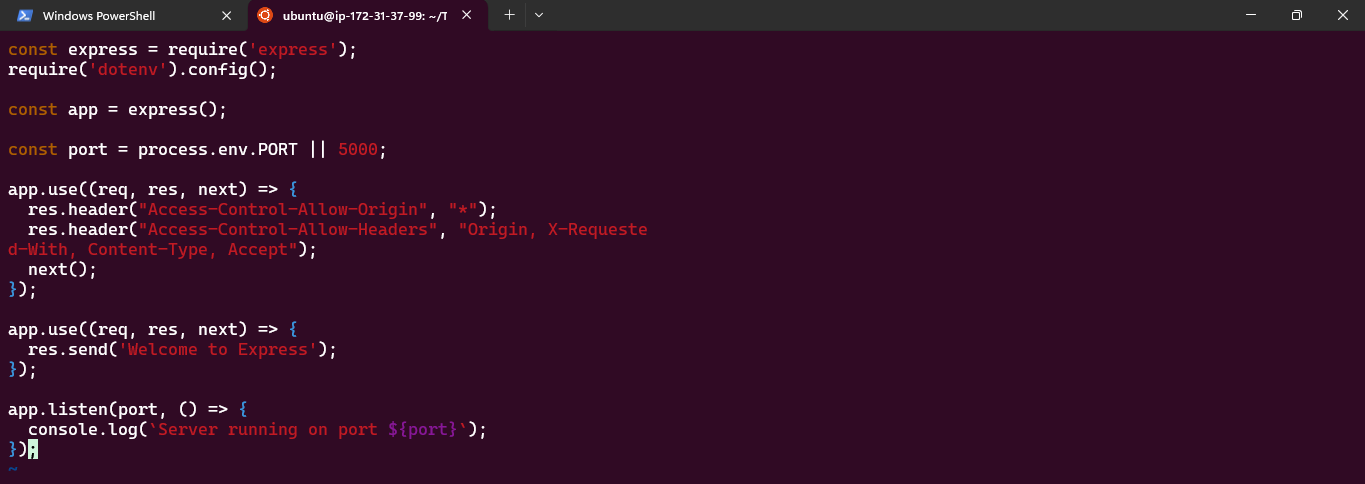 Windows PowerShell
ubuntu@ip-172-31-37-99: ~/T
const express = require('express');
require('dotenv').config();
const app = express();
const port = process.env.PORT || 5000;
app.use((req, res, next) => {
  res.header("Access-Control-Allow-Origin", "*");
  res.header("Access-Control-Allow-Headers", "Origin, X-Requeste
d-With, Content-Type, Accept");
  next();
});
app.use((req, res, next) => {
  res.send('Welcome to Express');
});
app.listen(port, () => {
  console.log(`Server running on port ${port}`);
});
~